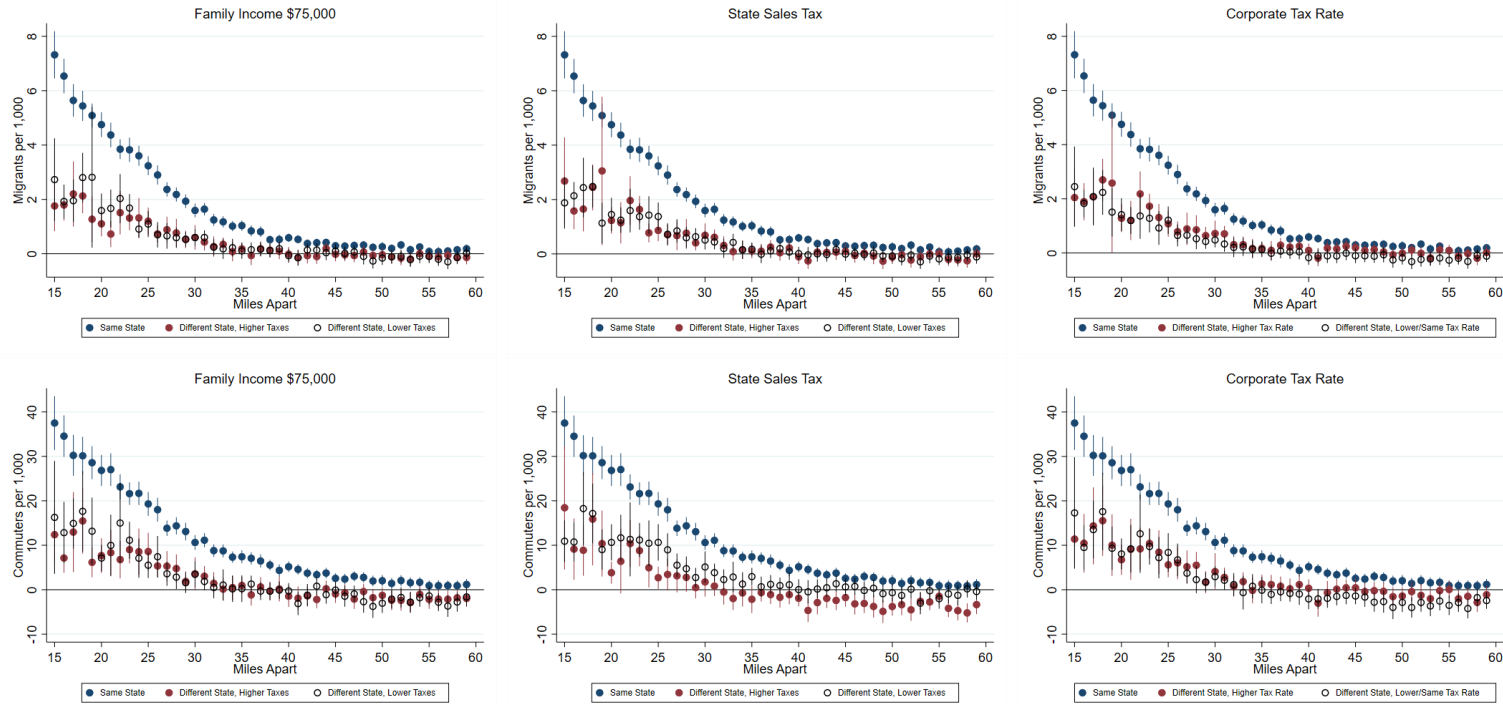 Family Income $75,000
Migrants per 1,000
8
6
4
2
0
15 20 25 30 35 40 45 50 55 60
Miles Apart
Same State Different State, Higher Taxes Different State, Lower Taxes
State Sales Tax
Migrants per 1,000
8
6
4
2
0
15 20 25 30 35 40 45 50 55 60
Miles Apart
Same State Different State, Higher Taxes Different State, Lower Taxes
Corporate Tax Rate
Migrants per 1,000
8
6
4
2
0
15 20 25 30 35 40 45 50 55 60
Miles Apart
Same State Different State, Higher Tax Rate Different State, Lower/Same Tax Rate
Family Income $75,000
Commuters per 1,000
40
30
20
10
0
-10
15 20 25 30 35 40 45 50 55 60
Miles Apart
Same State Different State, Higher Taxes Different State, Lower Taxes
State Sales Tax
Commuters per 1,000
40
30
20
10
0
-10
15 20 25 30 35 40 45 50 55 60
Miles Apart
Same State Different State, Higher Taxes Different State, Lower Taxes
Corporate Tax Rate
Commuters per 1,000
40
30
20
10
0
-10
15 20 25 30 35 40 45 50 55 60
Miles Apart
Same State Different State, Higher Tax Rate Different State, Lower/Same Tax Rate